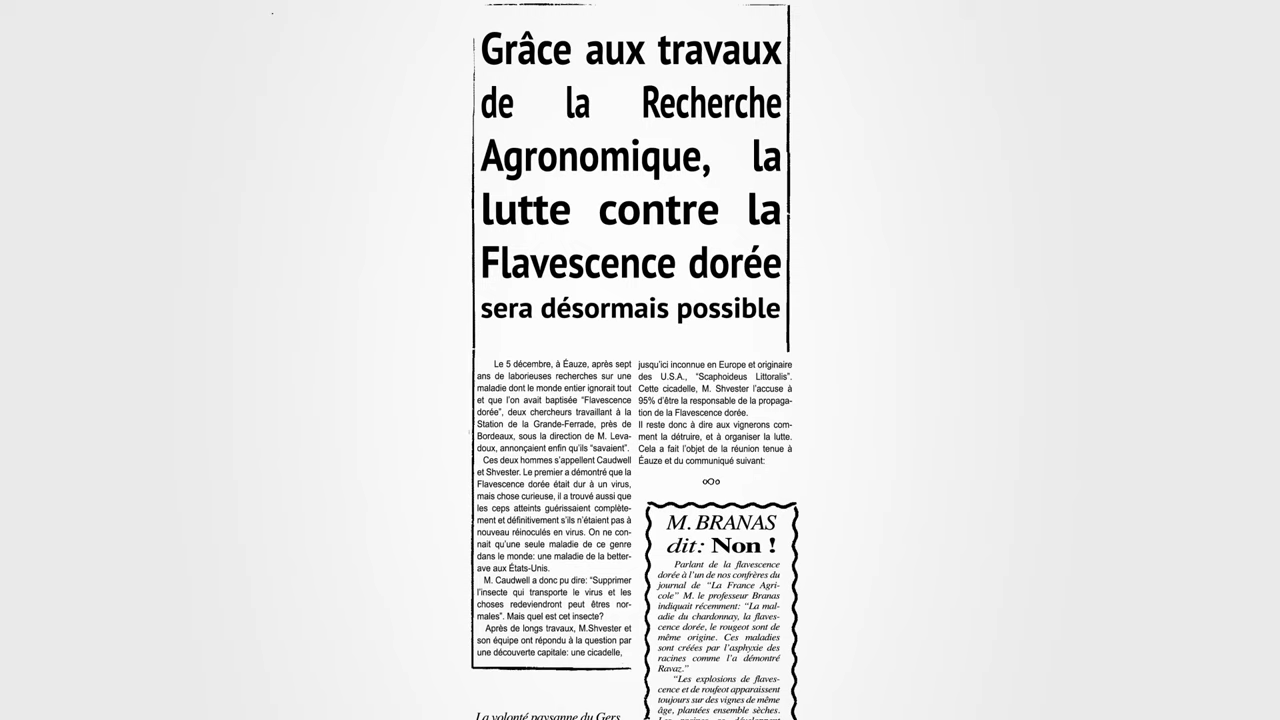 Grâce aux travaux
de la Recherche
Agronomique, la
lutte contre la
Flavescence dorée
sera désormais possible
Le 5 décembre, à Éauze, après sept
ans de laborieuses recherches sur une
maladie dont le monde entier ignorait tout
et que l'on avait baptisée "Flavescence
dorée", deux chercheurs travaillant à la
Station de la Grande-Ferrade, près de
Bordeaux, sous la direction de M. Leva-
doux, annonçaient enfin qu'ils "savaient".
Ces deux hommes s'appellent Caudwell
et Shvester. Le premier a démontré que la
Flavescence dorée était dur à un virus,
mais chose curieuse, il a trouvé aussi que
les ceps atteints guérissaient complète-
ment et définitivement s'ils n'étaient pas à
nouveau réinoculés en virus. On ne con-
nait qu'une seule maladie de ce genre
dans le monde: une maladie de la better-
ave aux États-Unis.
M. Caudwell a donc pu dire: "Supprimer
l'insecte qui transporte le virus et les
choses redeviendront peut êtres nor-
males". Mais quel est cet insecte?
Après de longs travaux, M.Shvester et
son équipe ont répondu à la question par
une découverte capitale: une cicadelle,
jusqu'ici inconnue en Europe et originaire
des U.S.A., "Scaphoideus Littoralis".
Cette cicadelle, M. Shvester l'accuse à
95% d'être la responsable de la propaga-
tion de la Flavescence dorée.
Il reste donc à dire aux vignerons com-
ment la détruire, et à organiser la lutte.
Cela a fait l'objet de la réunion tenue à
Éauze et du communiqué suivant:
oOo
M. BRANAS
dit: Non !
Parlant de la flavescence
dorée à l'un de nos confrères du
journal de "La France Agri-
cole" M. le professeur Branas
indiquait récemment: "La mal-
adie du chardonnay, la flaves-
cence dorée, le rougeot sont de
même origine. Ces maladies
sont créées par l'asphyxie des
racines comme l'a démontré
Ravaz."
"Les explosions de flaves-
cence et de roufeot apparaissent
toujours sur des vignes de même
âge, plantées ensemble sèches.
La volonté paysanne du Gers